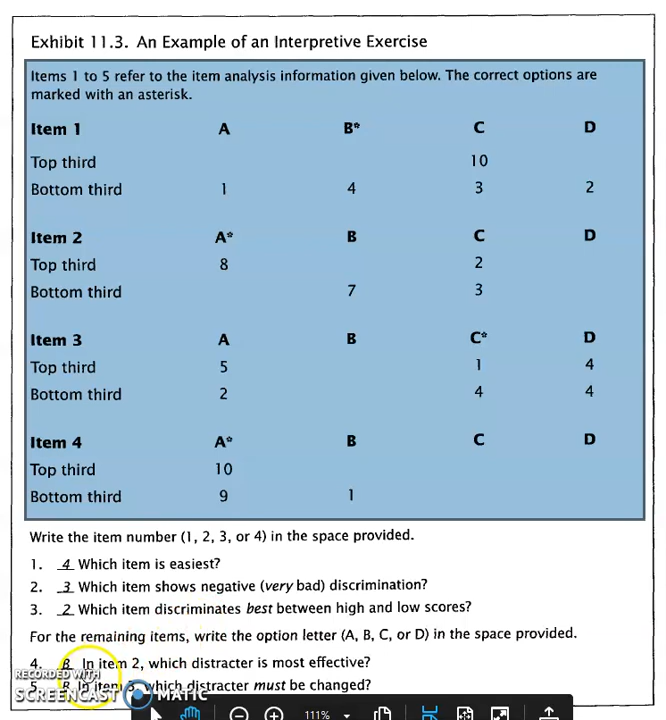 Exhibit 11.3. An Example of an Interpretive Exercise
Items 1 to 5 refer to the item analysis information given below. The correct options are
marked with an asterisk.
Item 1 A B* C D
Top third 10
Bottom third 1 4 3 2
Item 2 A* B C D
Top third 8 2
Bottom third 7 3
Item 3 A B C* D
Top third 5 1 4
Bottom third 2 4 4
Item 4 A* B C D
Top third 10
Bottom third 9 1
Write the item number (1, 2, 3, or 4) in the space provided.
1. 4 Which item is easiest?
2. 3 Which item shows negative (very bad) discrimination?
3. 2 Which item discriminates best between high and low scores?
For the remaining items, write the option letter (A, B, C, or D) in the space provided.
4. B In item 2, which distracter is most effective?
5. B In item 3, which distracter must be changed?
RECORDED WITH
SCREENCAST MATIC
111%